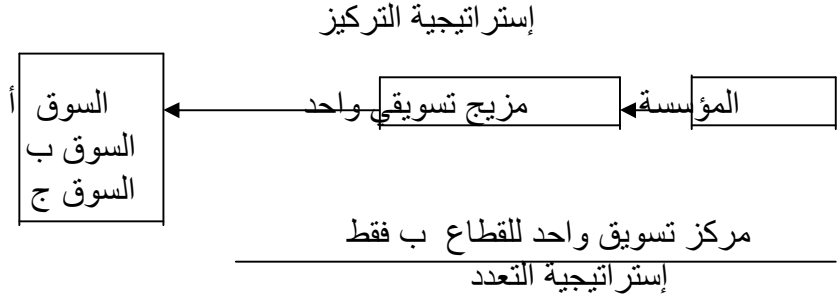 إستراتيجية التركيز
المؤسسة مزيج تسويقي واحد السوق أ
السوق ب
السوق ج
مركز تسويق واحد للقطاع ب فقط
إستراتيجية التعدد